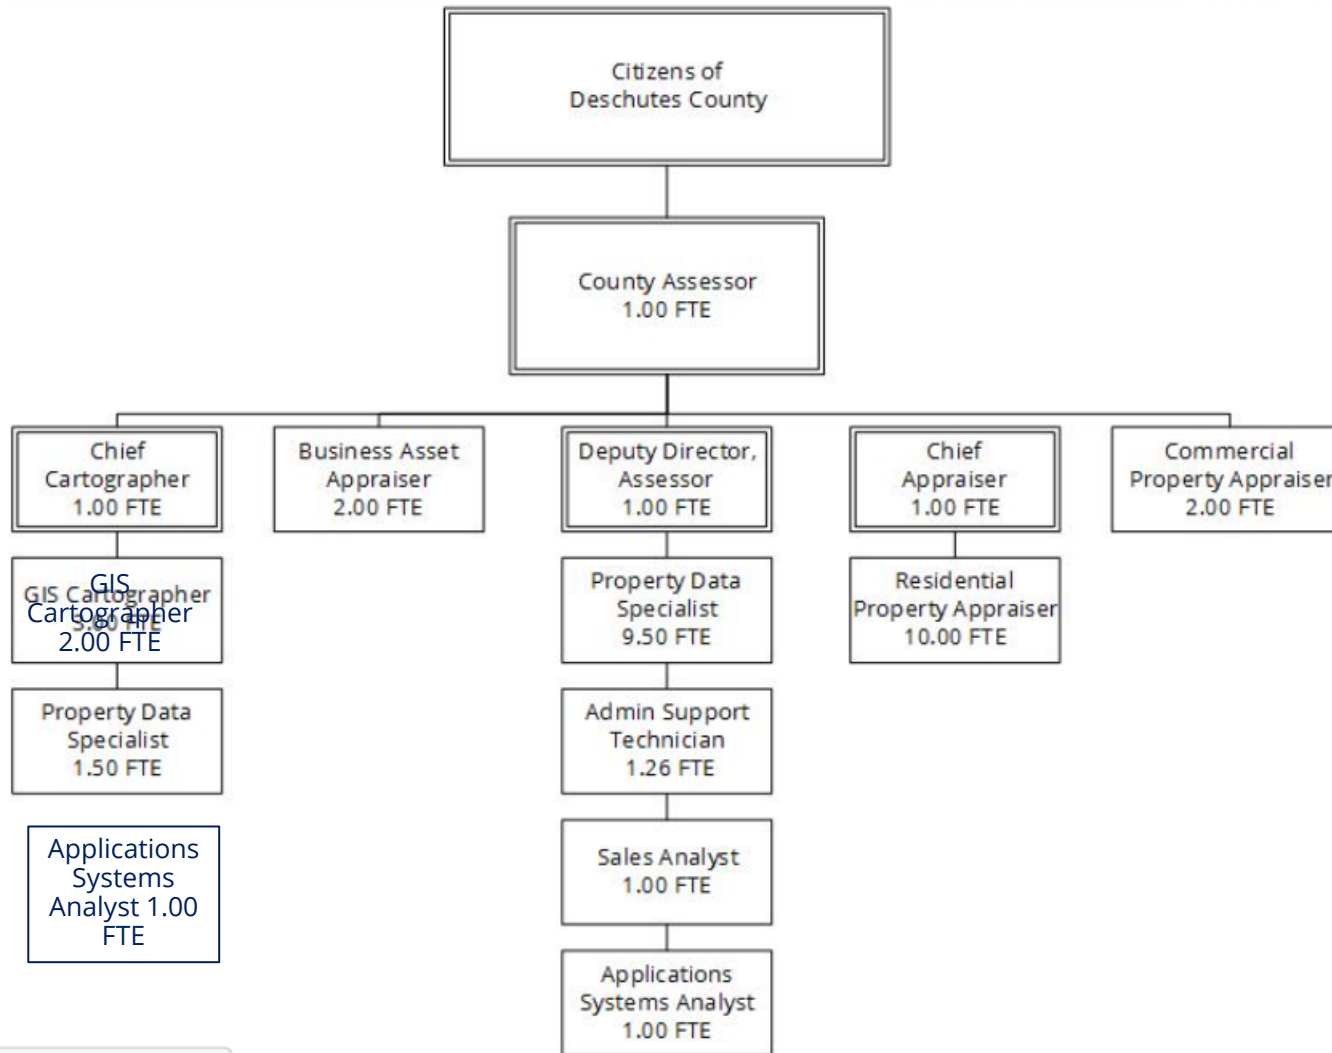 Citizens of
Deschutes County
County Assessor
1.00 FTE
Chief
Cartographer
1.00 FTE
Business Asset
Appraiser
2.00 FTE
Deputy Director,
Assessor
1.00 FTE
Chief
Appraiser
1.00 FTE
Commercial
Property Appraiser
2.00 FTE
GIS Cartographer
GIS
Cartographer
2.00 FTE
Property Data
Specialist
9.50 FTE
Residential
Property Appraiser
10.00 FTE
Property Data
Specialist
1.50 FTE
Admin Support
Technician
1.26 FTE
Applications
Systems
Analyst 1.00
FTE
Sales Analyst
1.00 FTE
Applications
Systems Analyst
1.00 FTE